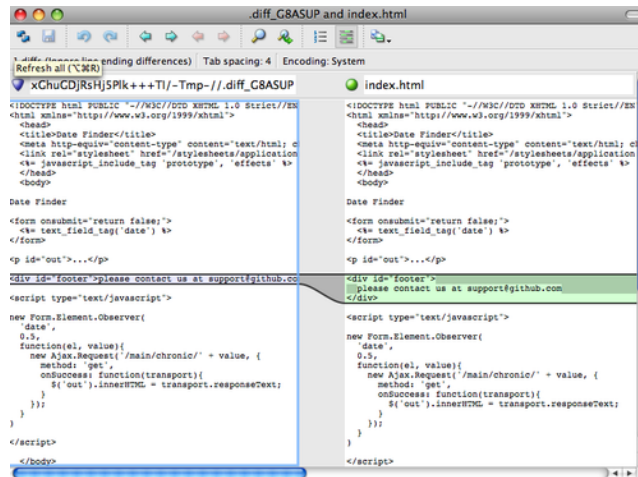 .diff_G8ASUP and index.html
1 diffs (Ignore line ending differences) Tab spacing: 4 Encoding: System
Refresh all (⌥⌘R)
xGhuGDjRsHj5Plk+++TI/-Tmp-//.diff_G8ASUP
index.html
<!DOCTYPE html PUBLIC "-//W3C//DTD XHTML 1.0 Strict//EN
<html xmlns="http://www.w3.org/1999/xhtml">
<head>
<title>Date Finder</title>
<meta http-equiv="content-type" content="text/html; c
<link rel="stylesheet" href="/stylesheets/application
<%= javascript_include_tag 'prototype', 'effects' %>
</head>
<body>
Date Finder
<form onsubmit="return false;">
<%= text_field_tag('date') %>
</form>
<p id="out">...</p>
<div id="footer">please contact us at support@github.co
<script type="text/javascript">
new Form.Element.Observer(
'date',
0.5,
function(el, value){
new Ajax.Request('/main/chronic/' + value, {
method: 'get',
onSuccess: function(transport){
$('out').innerHTML = transport.responseText;
}
});
}
)
</script>
</body>
<!DOCTYPE html PUBLIC "-//W3C//DTD XHTML 1.0 Strict//EN
<html xmlns="http://www.w3.org/1999/xhtml">
<head>
<title>Date Finder</title>
<meta http-equiv="content-type" content="text/html; c
<link rel="stylesheet" href="/stylesheets/application
<%= javascript_include_tag 'prototype', 'effects' %>
</head>
<body>
Date Finder
<form onsubmit="return false;">
<%= text_field_tag('date') %>
</form>
<p id="out">...</p>
<div id="footer">
please contact us at support@github.com
</div>
<script type="text/javascript">
new Form.Element.Observer(
'date',
0.5,
function(el, value){
new Ajax.Request('/main/chronic/' + value, {
method: 'get',
onSuccess: function(transport){
$('out').innerHTML = transport.responseText;
}
});
}
)
</script>